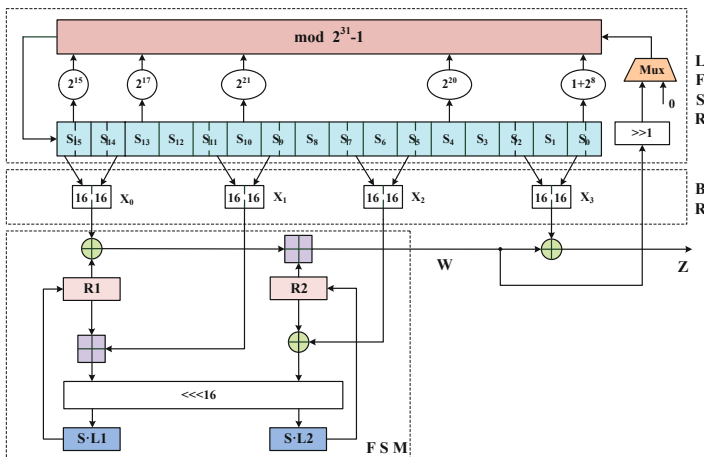 mod 2³¹-1
2¹⁵ 2¹⁷ 2²¹ 2²⁰ 1+2⁸
Mux
0
>>1
L
F
S
R
S₁₅ S₁₄ S₁₃ S₁₂ S₁₁ S₁₀ S₉ S₈ S₇ S₆ S₅ S₄ S₃ S₂ S₁ S₀
16 16 X₀ 16 16 X₁ 16 16 X₂ 16 16 X₃
B
R
W Z
R1 R2
<<<16
S·L1 S·L2
F S M